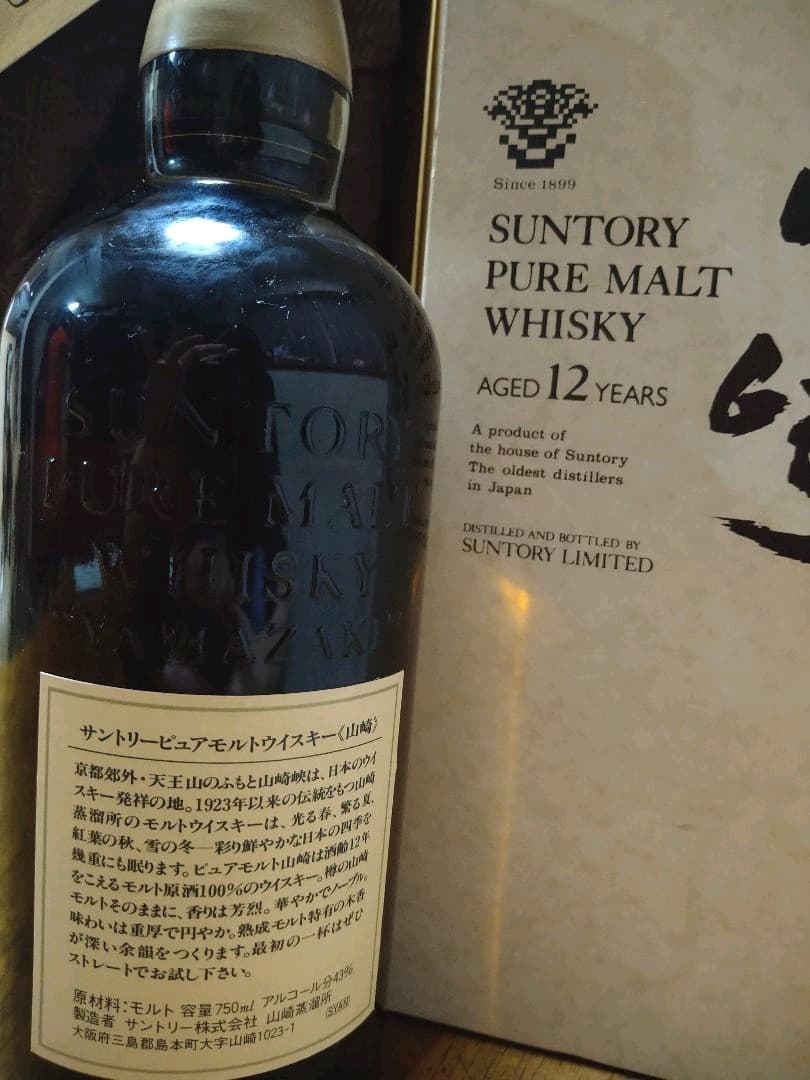 SUNTORY
PURE MALT
WHISKY
"YAMAZAKI"
サントリーピュアモルトウイスキー《山崎》
京都郊外・天王山のふもと山崎峡は、日本のウイ
スキー発祥の地。1923年以来の伝統をもつ山崎
蒸溜所のモルトウイスキーは、光る春、繁る夏、
紅葉の秋、雪の冬—彩り鮮やかな日本の四季を
幾重にも眠ります。ピュアモルト山崎は酒齢12年
をこえるモルト原酒100%のウイスキー。樽の山崎
モルトそのままに、香りは芳烈。華やかでノーブル。
味わいは重厚で円やか。熟成モルト特有の木香
が深い余韻をつくります。最初の一杯はぜひ
ストレートでお試し下さい。
原材料:モルト 容量750ml アルコール分43%
製造者 サントリー株式会社 山崎蒸溜所 SYAR
大阪府三島郡島本町大字山崎1023-1
Since 1899
SUNTORY
PURE MALT
WHISKY
AGED 12 YEARS
A product of
the house of Suntory
The oldest distillers
in Japan
DISTILLED AND BOTTLED BY
SUNTORY LIMITED